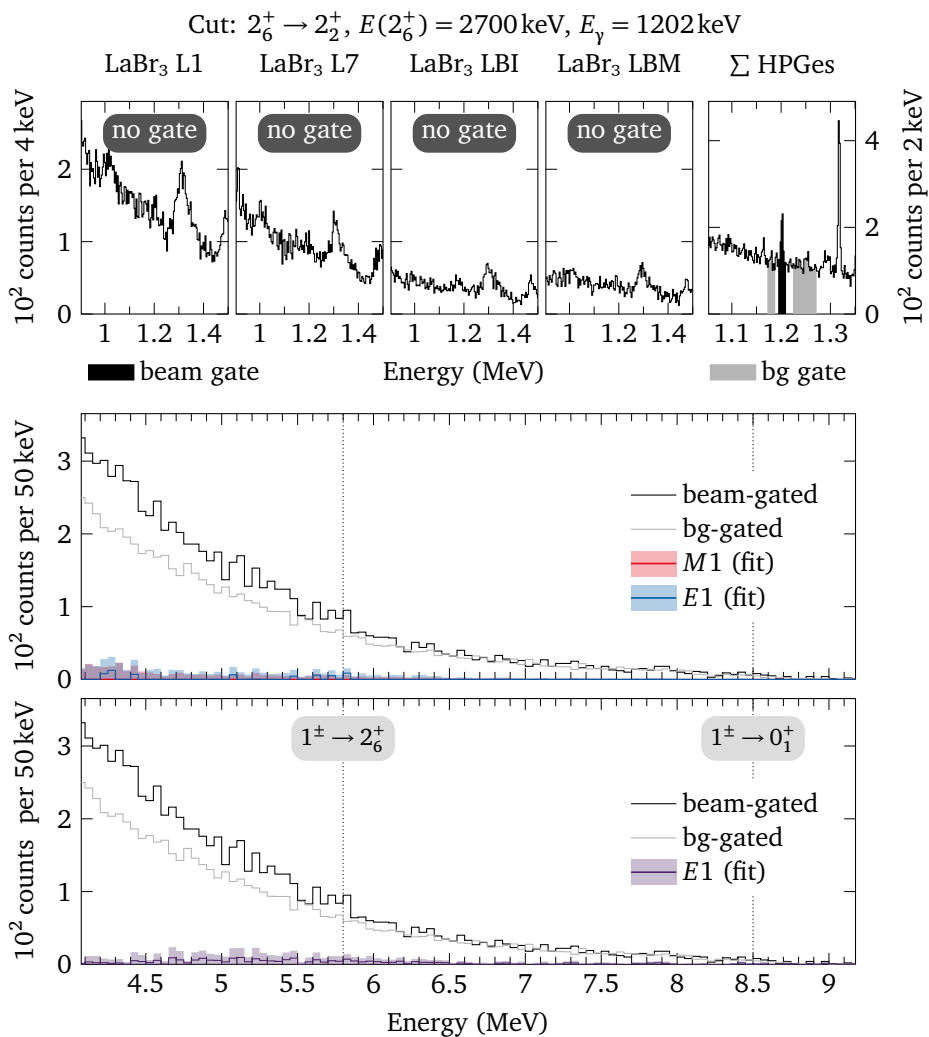 Cut: 2₆⁺ → 2₂⁺, E(2₆⁺) = 2700 keV, Eγ = 1202 keV
LaBr₃ L1 LaBr₃ L7 LaBr₃ LBI LaBr₃ LBM ∑ HPGes
no gate no gate no gate no gate
10² counts per 4 keV
0 1 2
0 2 4
10² counts per 2 keV
1 1.2 1.4 1 1.2 1.4 1 1.2 1.4 1 1.2 1.4 1.1 1.2 1.3
beam gate Energy (MeV) bg gate
10² counts per 50 keV
3
2
1
0
beam-gated
bg-gated
M1 (fit)
E1 (fit)
10² counts per 50 keV
3
2
1
0
1± → 2₆⁺ 1± → 0₁⁺
beam-gated
bg-gated
E1 (fit)
4.5 5 5.5 6 6.5 7 7.5 8 8.5 9
Energy (MeV)